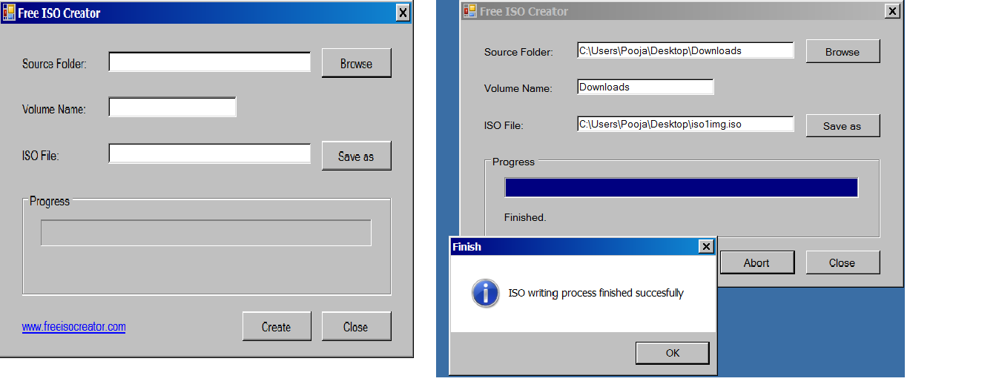 Free ISO Creator
Source Folder:
Browse
Volume Name:
ISO File:
Save as
Progress
www.freeisocreator.com
Create
Close
Free ISO Creator
Source Folder:
C:\Users\Pooja\Desktop\Downloads
Browse
Volume Name:
Downloads
ISO File:
C:\Users\Pooja\Desktop\iso1img.iso
Save as
Progress
Finished.
Abort
Close
Finish
ISO writing process finished succesfully
OK